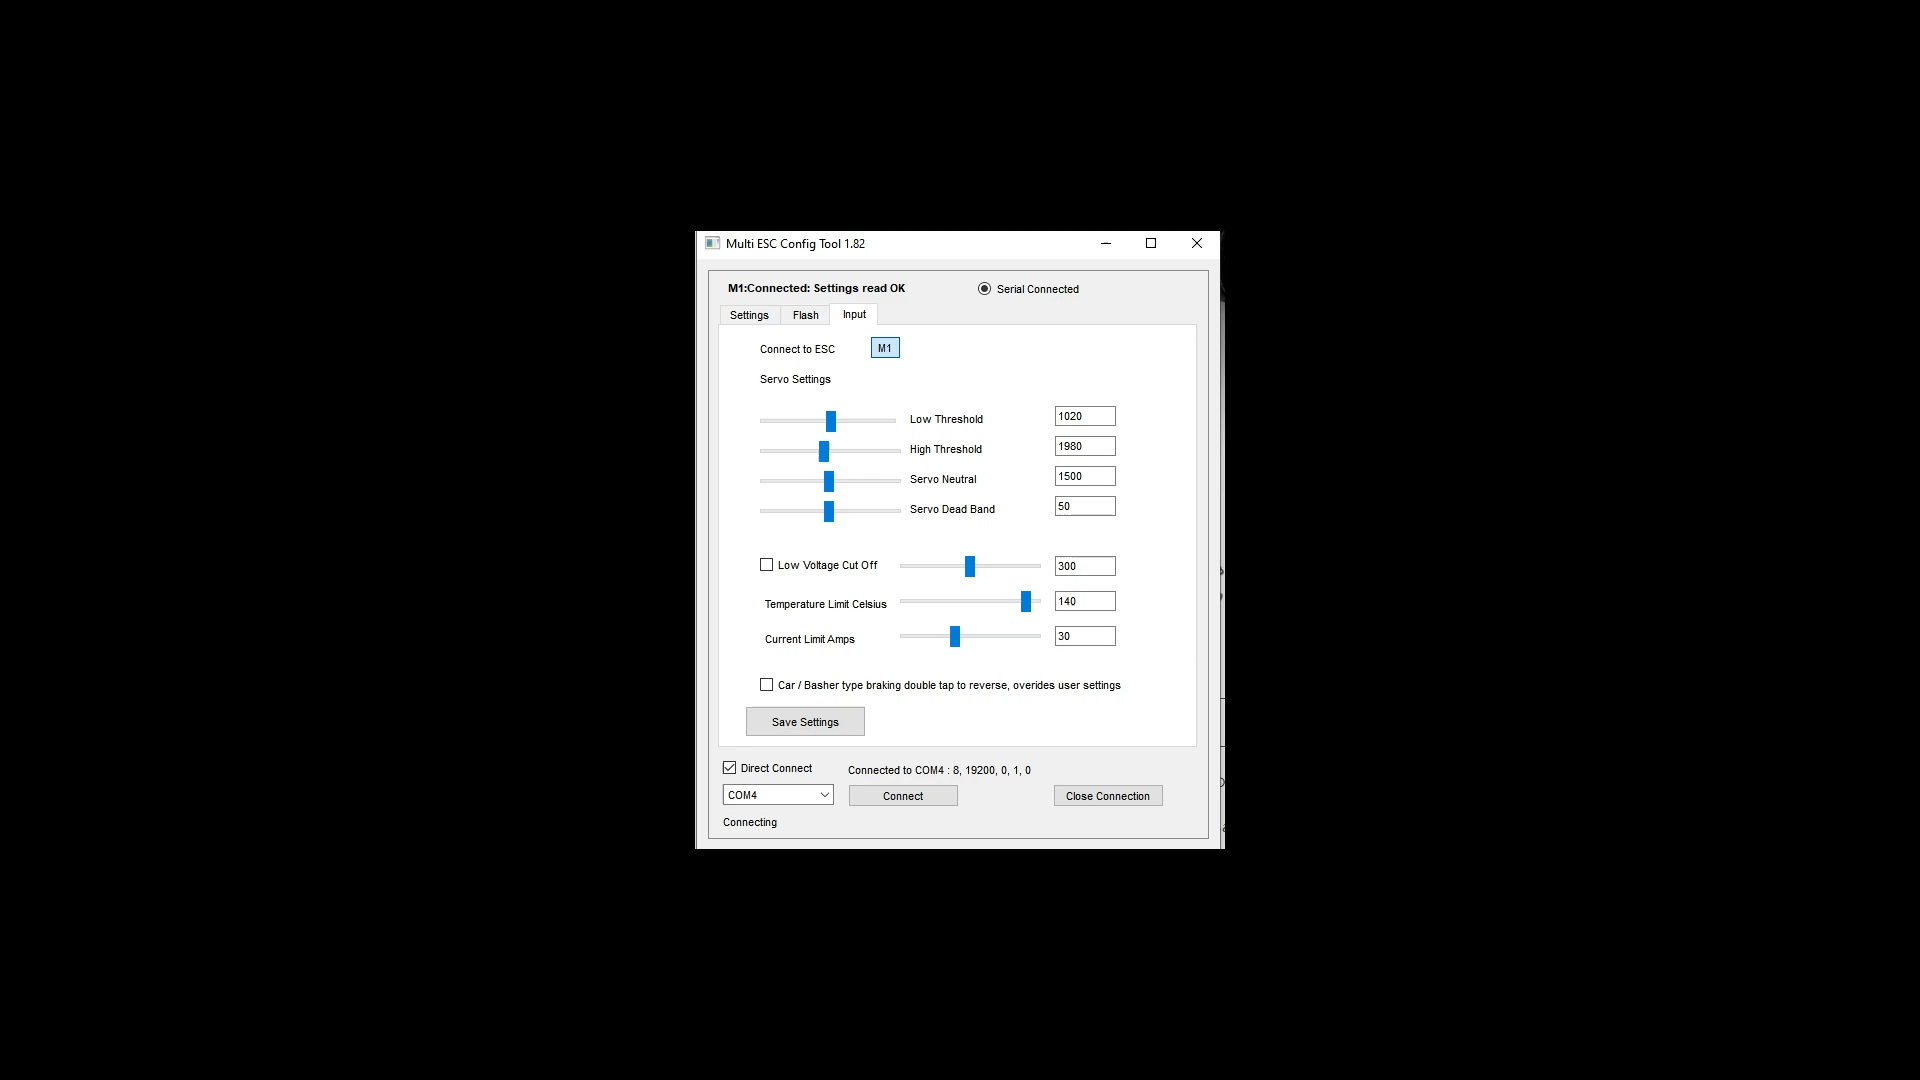 Multi ESC Config Tool 1.82
M1:Connected: Settings read OK
Serial Connected
Settings Flash Input
Connect to ESC M1
Servo Settings
Low Threshold 1020
High Threshold 1980
Servo Neutral 1500
Servo Dead Band 50
Low Voltage Cut Off 300
Temperature Limit Celsius 140
Current Limit Amps 30
Car / Basher type braking double tap to reverse, overides user settings
Save Settings
Direct Connect Connected to COM4 : 8, 19200, 0, 1, 0
COM4 Connect Close Connection
Connecting